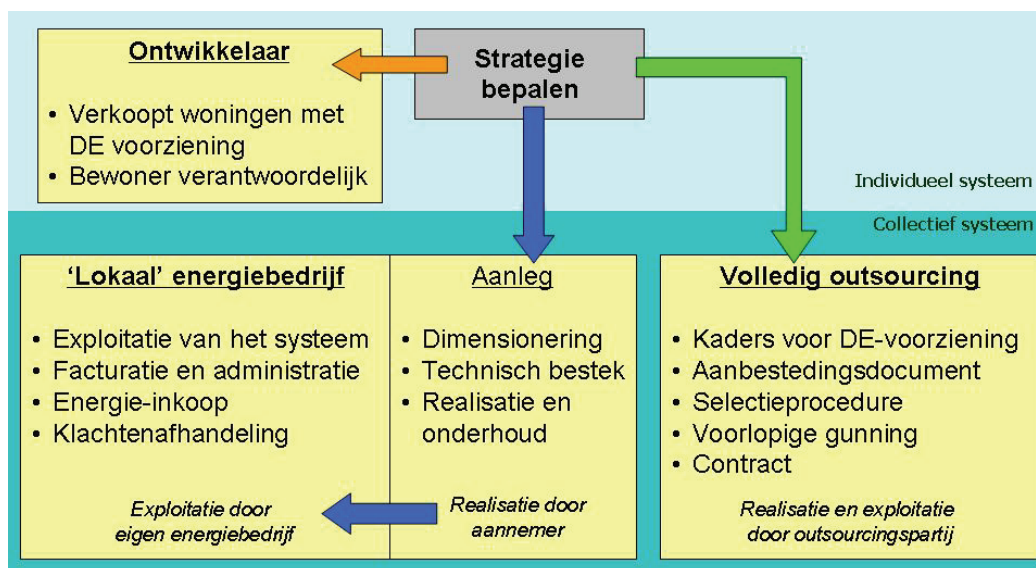 Ontwikkelaar
• Verkoopt woningen met
DE voorziening
• Bewoner verantwoordelijk
Strategie
bepalen
Individueel systeem
Collectief systeem
‘Lokaal’ energiebedrijf
• Exploitatie van het systeem
• Facturatie en administratie
• Energie-inkoop
• Klachtenafhandeling
Exploitatie door
eigen energiebedrijf
Aanleg
• Dimensionering
• Technisch bestek
• Realisatie en
onderhoud
Realisatie door
aannemer
Volledig outsourcing
• Kaders voor DE-voorziening
• Aanbestedingsdocument
• Selectieprocedure
• Voorlopige gunning
• Contract
Realisatie en exploitatie
door outsourcingspartij